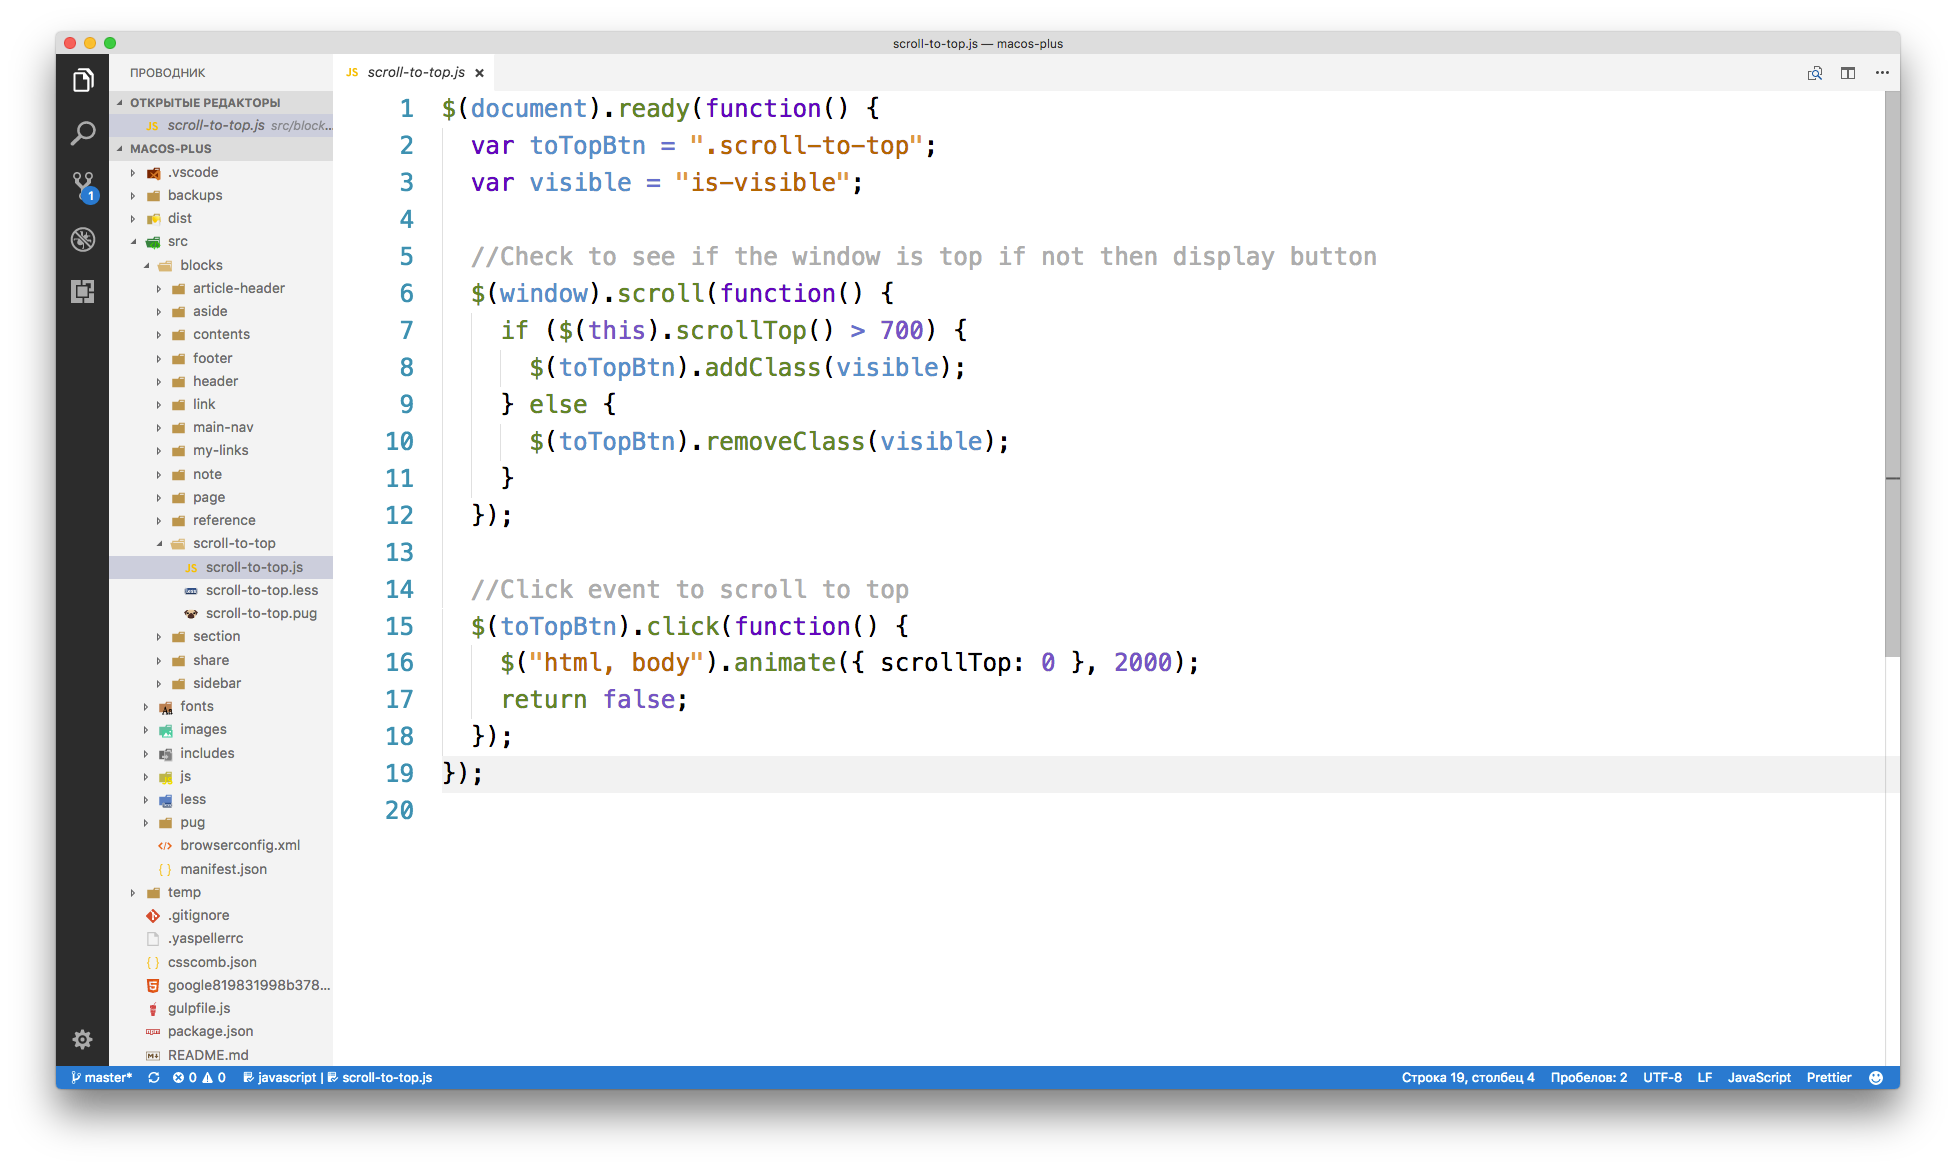 scroll-to-top.js — macos-plus
ПРОВОДНИК
ОТКРЫТЫЕ РЕДАКТОРЫ
JS scroll-to-top.js src/block...
MACOS-PLUS
.vscode
backups
dist
src
blocks
article-header
aside
contents
footer
header
link
main-nav
my-links
note
page
reference
scroll-to-top
JS scroll-to-top.js
scroll-to-top.less
scroll-to-top.pug
section
share
sidebar
fonts
images
includes
js
less
pug
browserconfig.xml
manifest.json
temp
.gitignore
.yaspellerrc
csscomb.json
google819831998b378...
gulpfile.js
package.json
README.md
1
JS scroll-to-top.js ×
1 $(document).ready(function() {
2   var toTopBtn = ".scroll-to-top";
3   var visible = "is-visible";
4
5   //Check to see if the window is top if not then display button
6   $(window).scroll(function() {
7     if ($(this).scrollTop() > 700) {
8       $(toTopBtn).addClass(visible);
9     } else {
10       $(toTopBtn).removeClass(visible);
11     }
12   });
13
14   //Click event to scroll to top
15   $(toTopBtn).click(function() {
16     $("html, body").animate({ scrollTop: 0 }, 2000);
17     return false;
18   });
19 });
20
master* 0 0 javascript | scroll-to-top.js Строка 19, столбец 4 Пробелов: 2 UTF-8 LF JavaScript Prettier